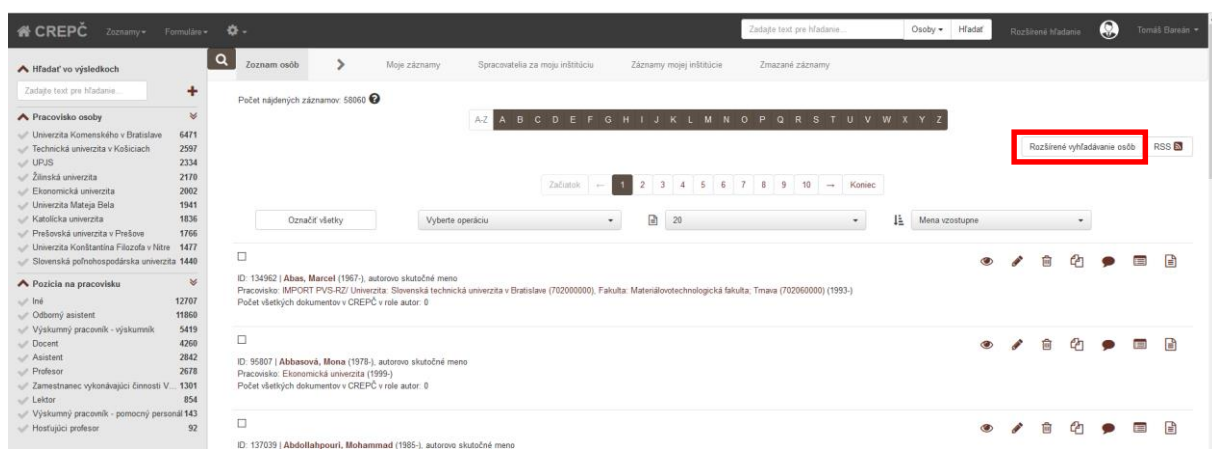 CREPČ Zoznamy Formuláre Zadajte text pre hľadanie... Osoby Hľadať Rozšírené hľadanie Tomáš Bareán
Hľadať vo výsledkoch
Zadajte text pre hľadanie...
Pracovisko osoby
Univerzita Komenského v Bratislave 6471
Technická univerzita v Košiciach 2597
UPJS 2334
Žilinská univerzita 2170
Ekonomická univerzita 2002
Univerzita Mateja Bela 1941
Katolícka univerzita 1836
Prešovská univerzita v Prešove 1766
Univerzita Konštantína Filozofa v Nitre 1477
Slovenská poľnohospodárska univerzita 1440
Pozícia na pracovisku
Iné 12707
Odborný asistent 11860
Výskumný pracovník - výskumník 5419
Docent 4260
Asistent 2842
Profesor 2678
Zamestnanec vykonávajúci činnosti V... 1301
Lektor 854
Výskumný pracovník - pomocný personál 143
Hosťujúci profesor 92
Zoznam osôb Moje záznamy Spracovatelia za moju inštitúciu Záznamy mojej inštitúcie Zmazané záznamy
Počet nájdených záznamov: 58060
A-Z A B C D E F G H I J K L M N O P Q R S T U V W X Y Z
Rozšírené vyhľadávanie osôb RSS
Začiatok ← 1 2 3 4 5 6 7 8 9 10 → Koniec
Označiť všetky Vyberte operáciu 20 Mena vzostupne
ID: 134962 | Abas, Marcel (1967-), autorovo skutočné meno
Pracovisko: IMPORT PVS-RZ/ Univerzita: Slovenská technická univerzita v Bratislave (702000000), Fakulta: Materiálovotechnologická fakulta; Trnava (702060000) (1993-)
Počet všetkých dokumentov v CREPČ v role autor: 0
ID: 95807 | Abbasová, Mona (1978-), autorovo skutočné meno
Pracovisko: Ekonomická univerzita (1999-)
Počet všetkých dokumentov v CREPČ v role autor: 0
ID: 137039 | Abdollahpouri, Mohammad (1985-), autorovo skutočné meno